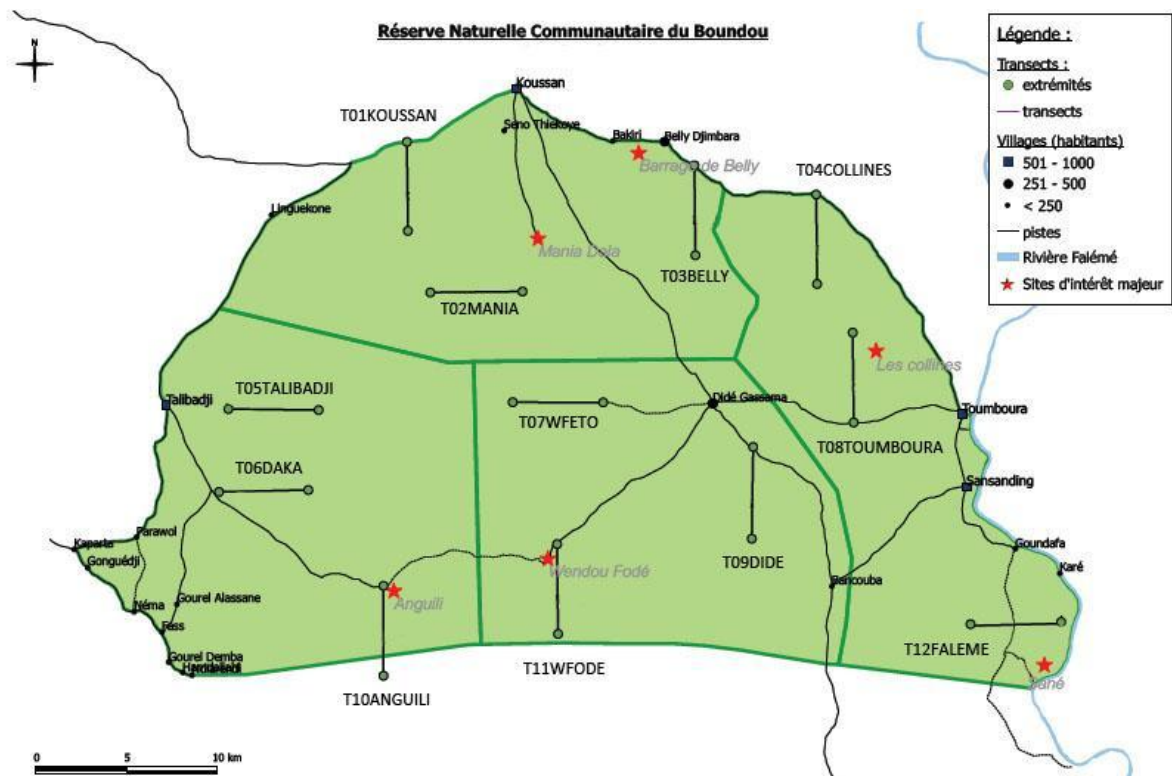 Réserve Naturelle Communautaire du Boundou
N
Légende :
Transects :
extrémités
transects
Villages (habitants)
501 - 1000
251 - 500
< 250
pistes
Rivière Falémé
Sites d'intérêt majeur
Koussan
T01KOUSSAN
Seno Thiekoye
Bakiri
Belly Djimbara
Barrage de Belly
T04COLLINES
Linguekone
Mania Dala
T03BELLY
T02MANIA
Les collines
T05TALIBADJI
Talibadji
Didé Gassama
Toumboura
T07WFETO
T08TOUMBOURA
T06DAKA
Sansanding
Parawol
Kaparta
Gonguédji
Goundafa
Wendou Fodé
T09DIDE
Karé
Bancouba
Anguili
Néma
Gourel Alassane
Fass
T12FALEME
Gourel Demba
T11WFODE
Sané
T10ANGUILI
0 5 10 km